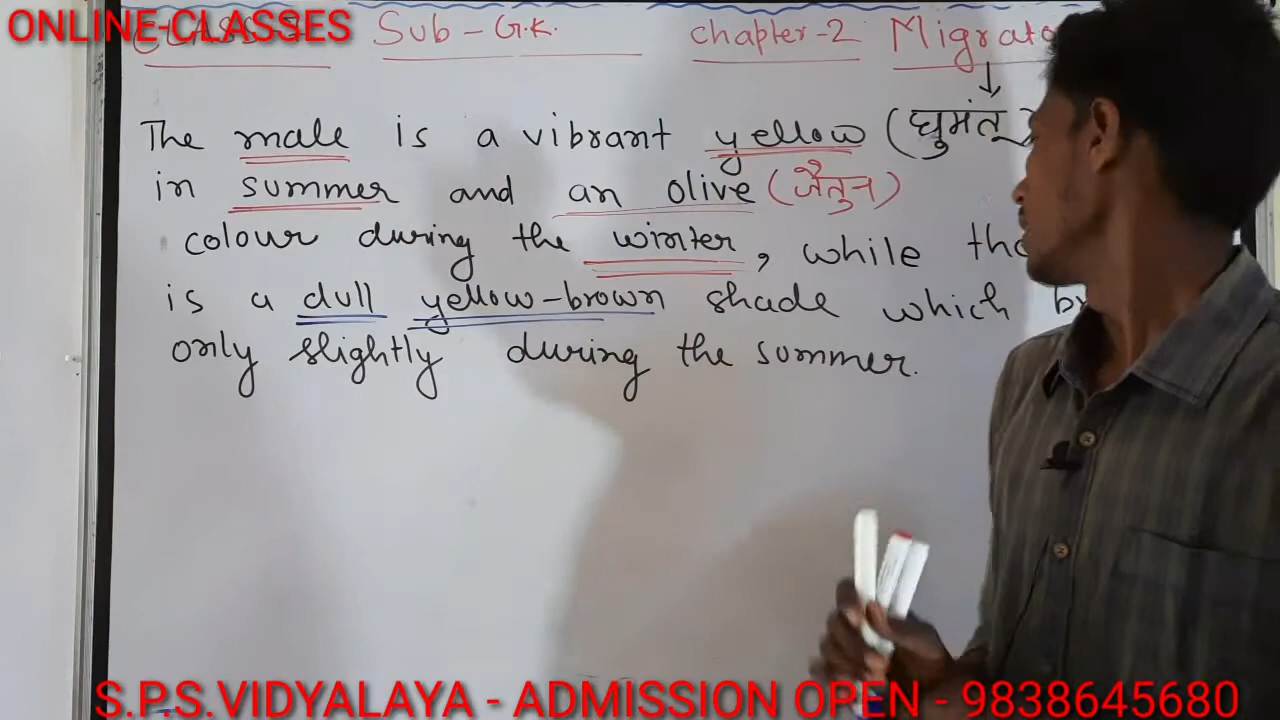 ONLINE-CLASSES
Sub - G.K. chapter-2 Migrato
The male is a vibrant yellow (घुमंतू)
in summer and an olive (जैतुन)
colour during the winter, while the
is a dull yellow-brown shade which br
only slightly during the summer.
S.P.S.VIDYALAYA - ADMISSION OPEN - 9838645680